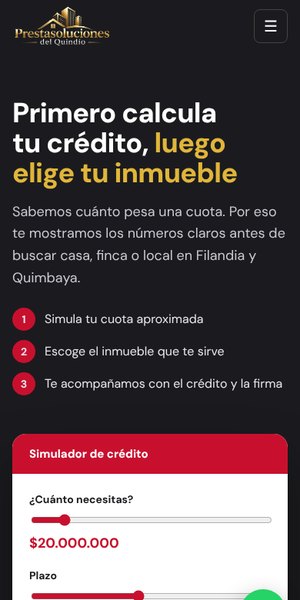 Prestasoluciones
del Quindío
Primero calcula
tu crédito, luego
elige tu inmueble
Sabemos cuánto pesa una cuota. Por eso
te mostramos los números claros antes de
buscar casa, finca o local en Filandia y
Quimbaya.
1 Simula tu cuota aproximada
2 Escoge el inmueble que te sirve
3 Te acompañamos con el crédito y la firma
Simulador de crédito
¿Cuánto necesitas?
$20.000.000
Plazo